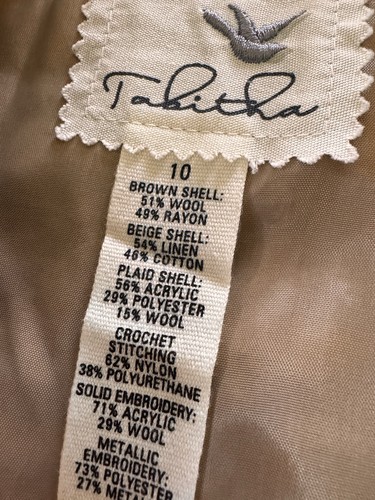 Tabitha
10
BROWN SHELL:
51% WOOL
49% RAYON
BEIGE SHELL:
54% LINEN
46% COTTON
PLAID SHELL:
56% ACRYLIC
29% POLYESTER
15% WOOL
CROCHET
STITCHING
62% NYLON
38% POLYURETHANE
SOLID EMBROIDERY:
71% ACRYLIC
29% WOOL
METALLIC
EMBROIDERY:
73% POLYESTER
27% META